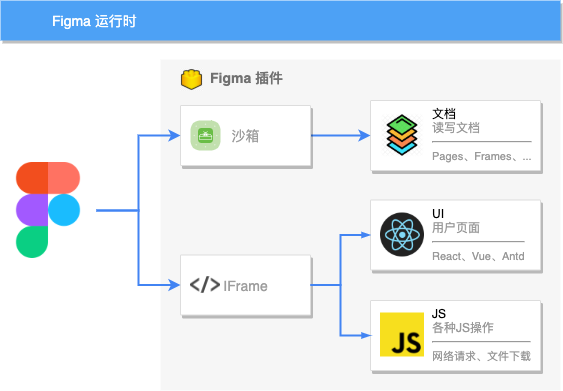 Figma 运行时
Figma 插件
沙箱
文档
读写文档
Pages、Frames、...
</>IFrame
UI
用户页面
React、Vue、Antd
JS
JS
各种JS操作
网络请求、文件下载